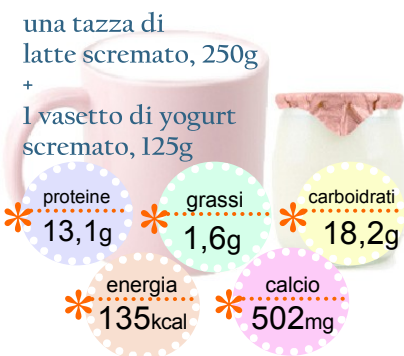 una tazza di
latte scremato, 250g
+
1 vasetto di yogurt
scremato, 125g
proteine
* 13,1g
grassi
* 1,6g
carboidrati
* 18,2g
energia
* 135kcal
calcio
* 502mg